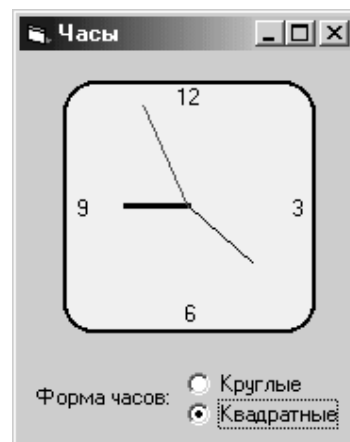 Часы
12
9 3
6
Круглые
Форма часов:
Квадратные